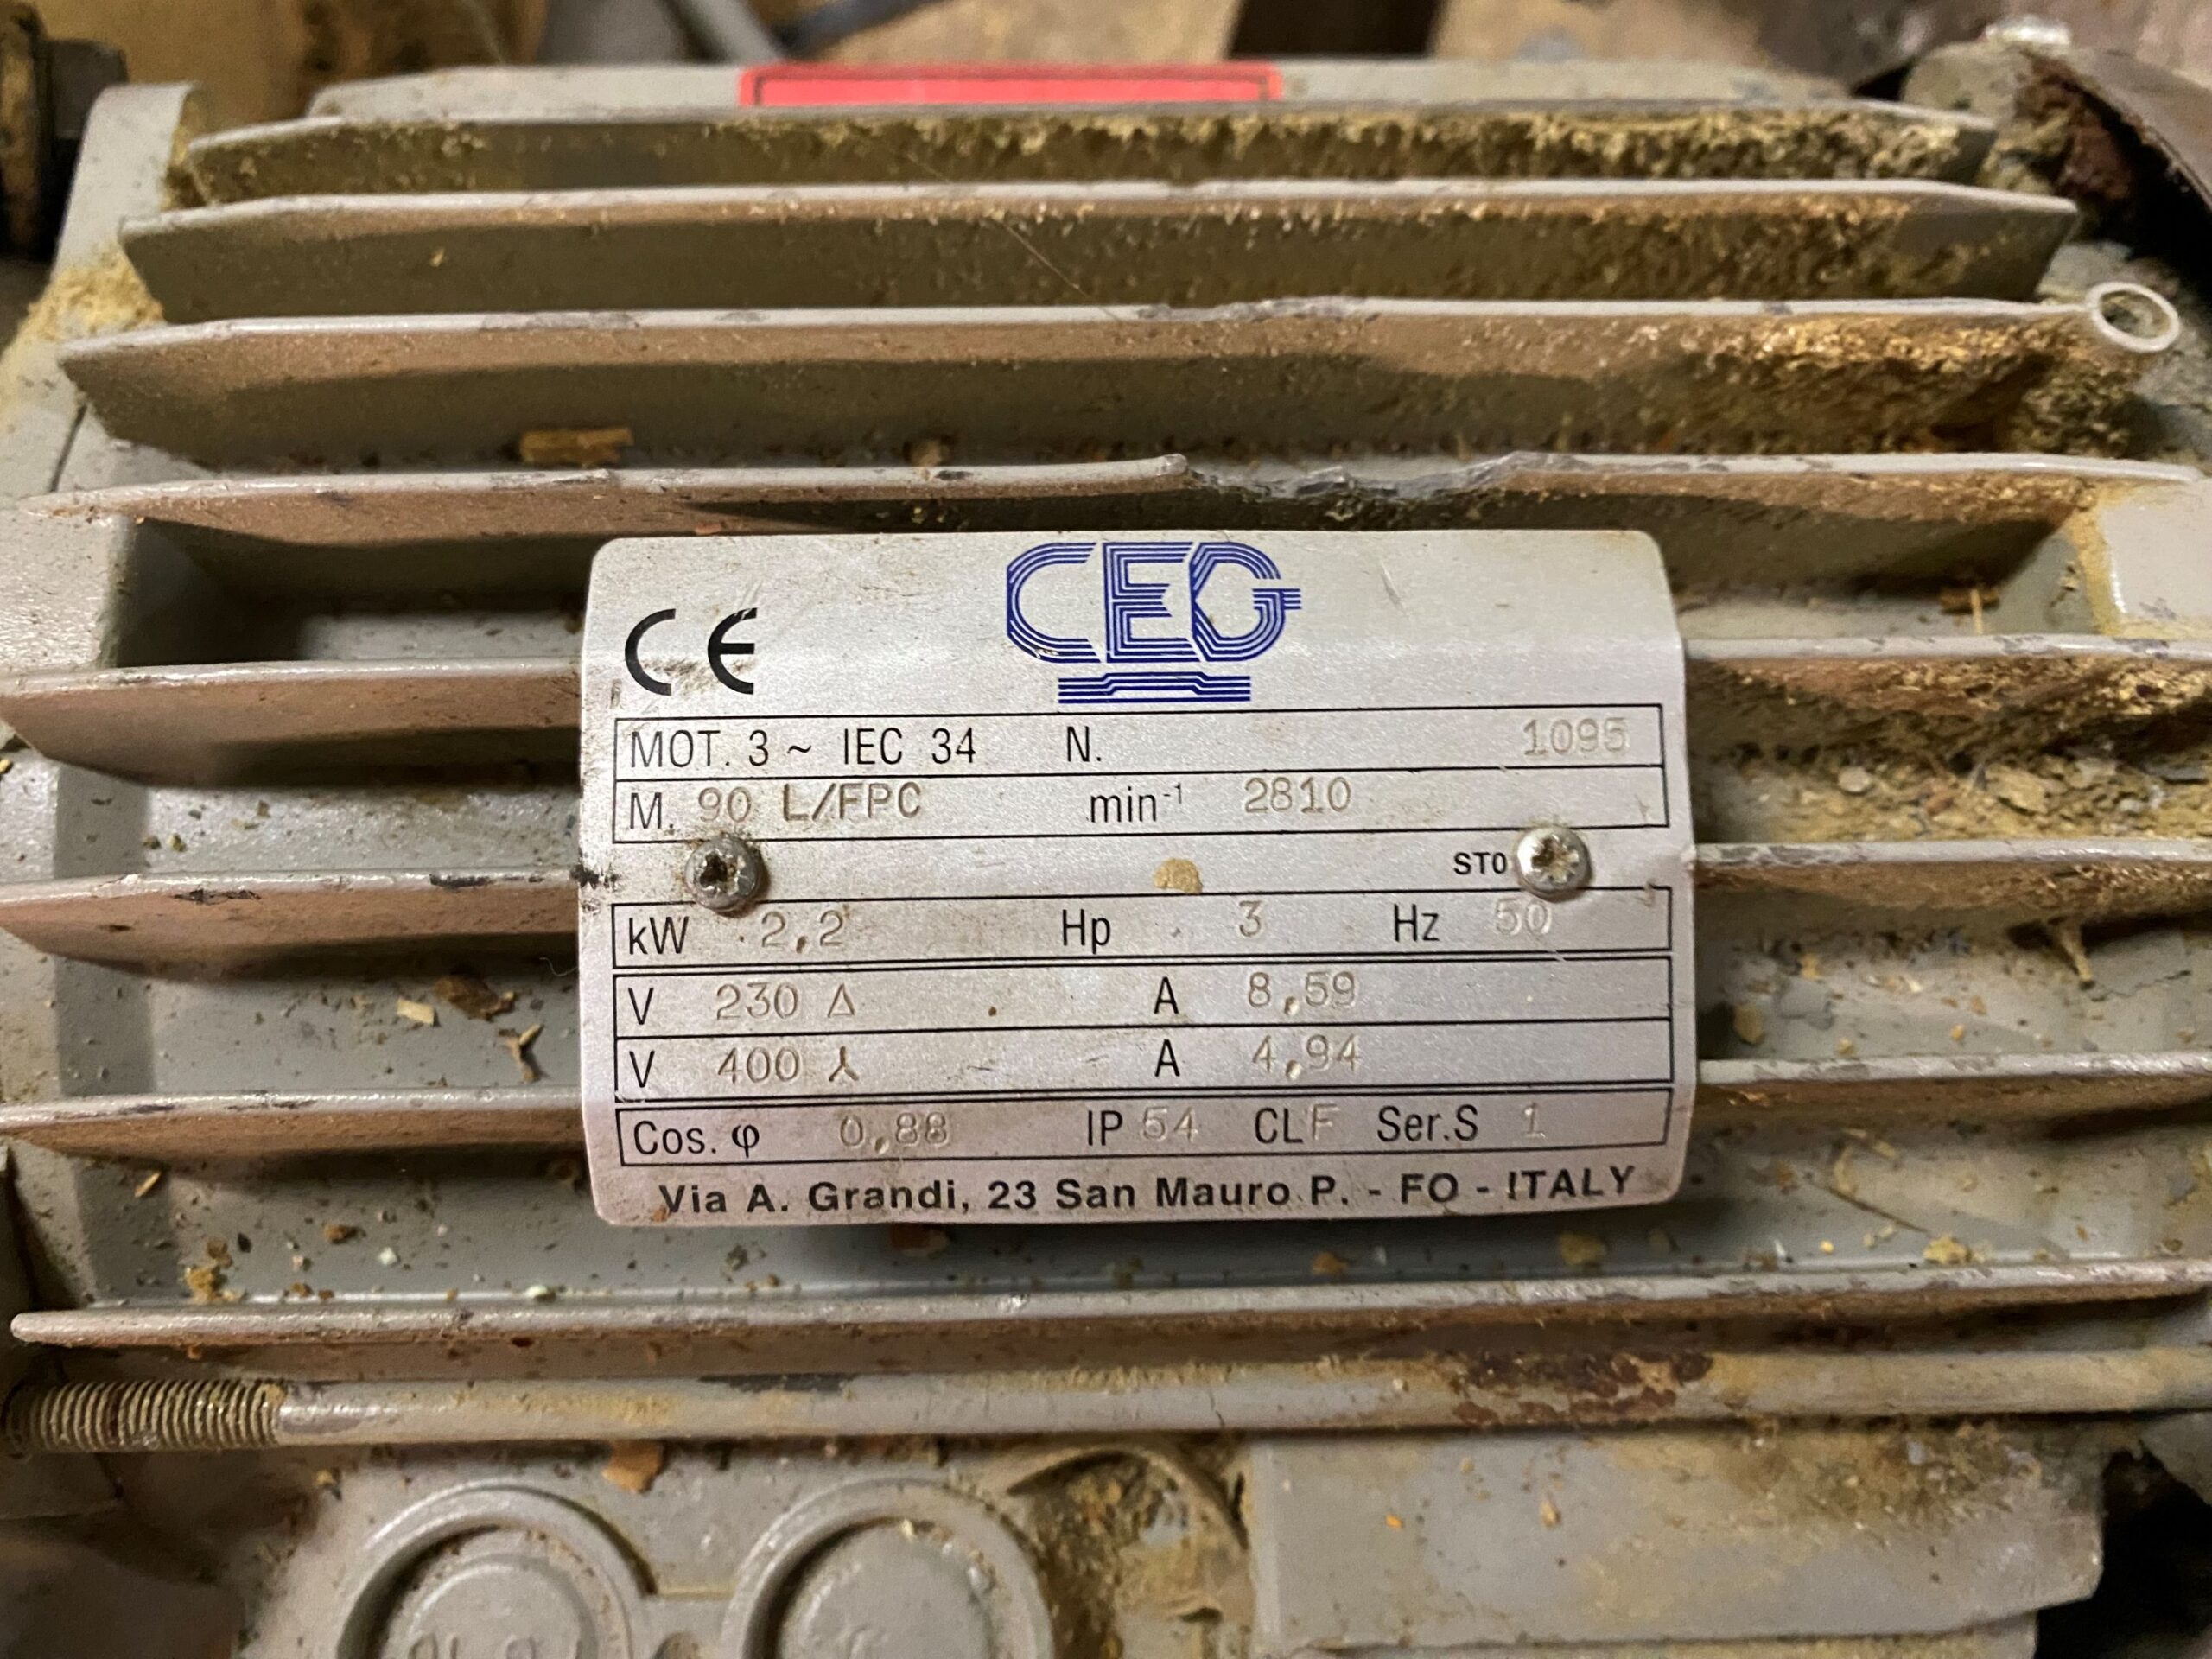 CE
CEG
MOT. 3 ~ IEC 34 N. 1095
M. 90 L/FPC min⁻¹ 2810
ST0
kW 2,2 Hp 3 Hz 50
V 230 Δ A 8,59
V 400 ⅄ A 4,94
Cos. φ 0,88 IP 54 CL F Ser.S 1
Via A. Grandi, 23 San Mauro P. - FO - ITALY